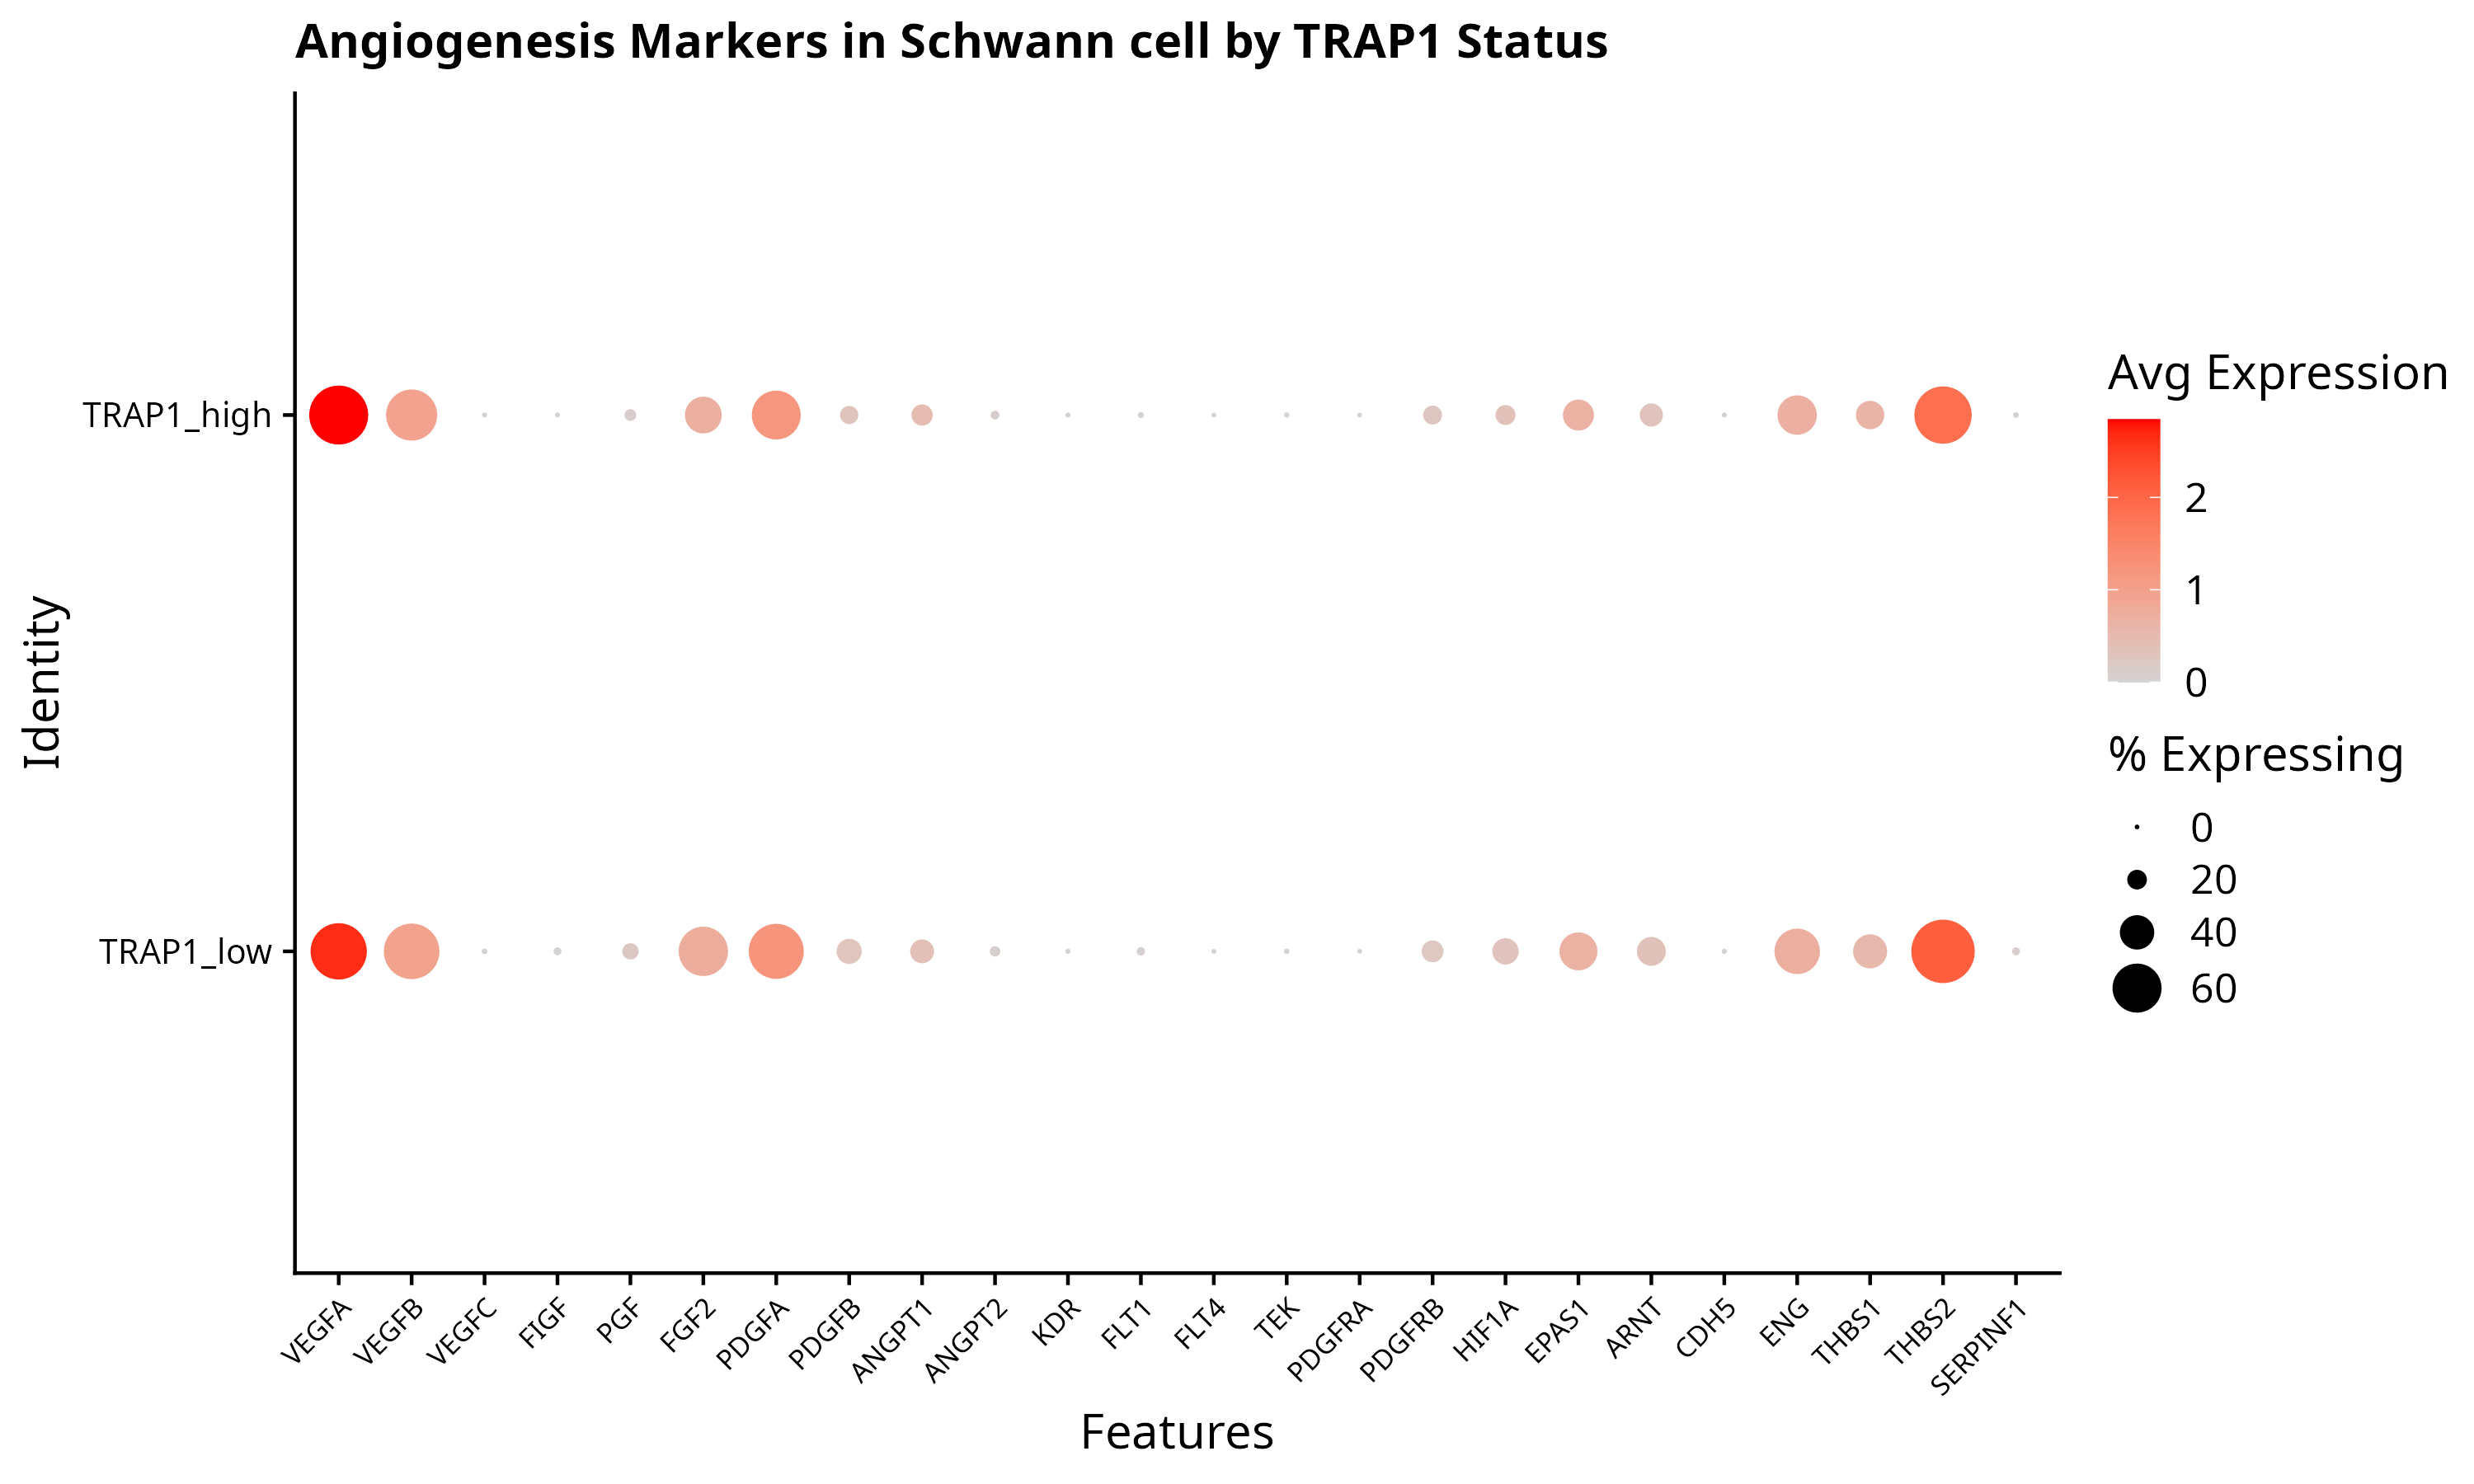 Angiogenesis Markers in Schwann cell by TRAP1 Status
Identity
TRAP1_high
TRAP1_low
VEGFA
VEGFB
VEGFC
FIGF
PGF
FGF2
PDGFA
PDGFB
ANGPT1
ANGPT2
KDR
FLT1
FLT4
TEK
PDGFRA
PDGFRB
HIF1A
EPAS1
ARNT
CDH5
ENG
THBS1
THBS2
SERPINF1
Features
Avg Expression
2
1
0
% Expressing
0
20
40
60